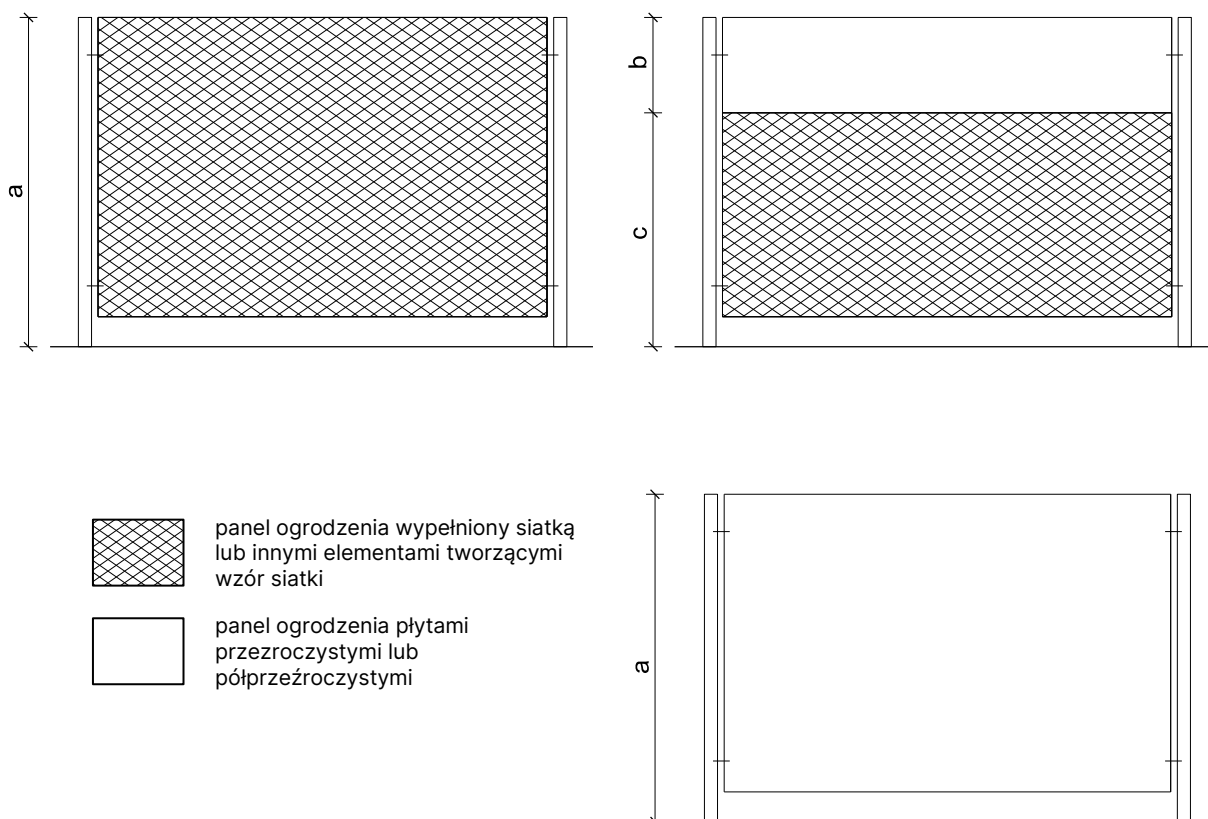 a
b
c
panel ogrodzenia wypełniony siatką
lub innymi elementami tworzącymi
wzór siatki
panel ogrodzenia płytami
przezroczystymi lub
półprzeźroczystymi
a